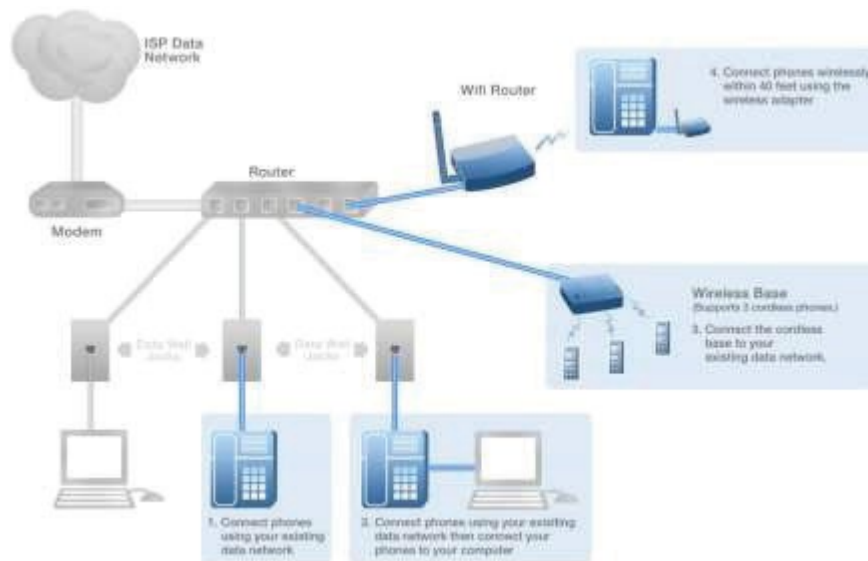 ISP Data
Network
Wifi Router
4. Connect phones wirelessly
within 40 feet using the
wireless adapter
Router
Modem
Wireless Base
(Supports 3 cordless phones.)
3. Connect the cordless
base to your
existing data network.
Data Wall
Jacks
Data Wall
Jacks
1. Connect phones
using your existing
data network
2. Connect phones using your existing
data network then connect your
phones to your computer